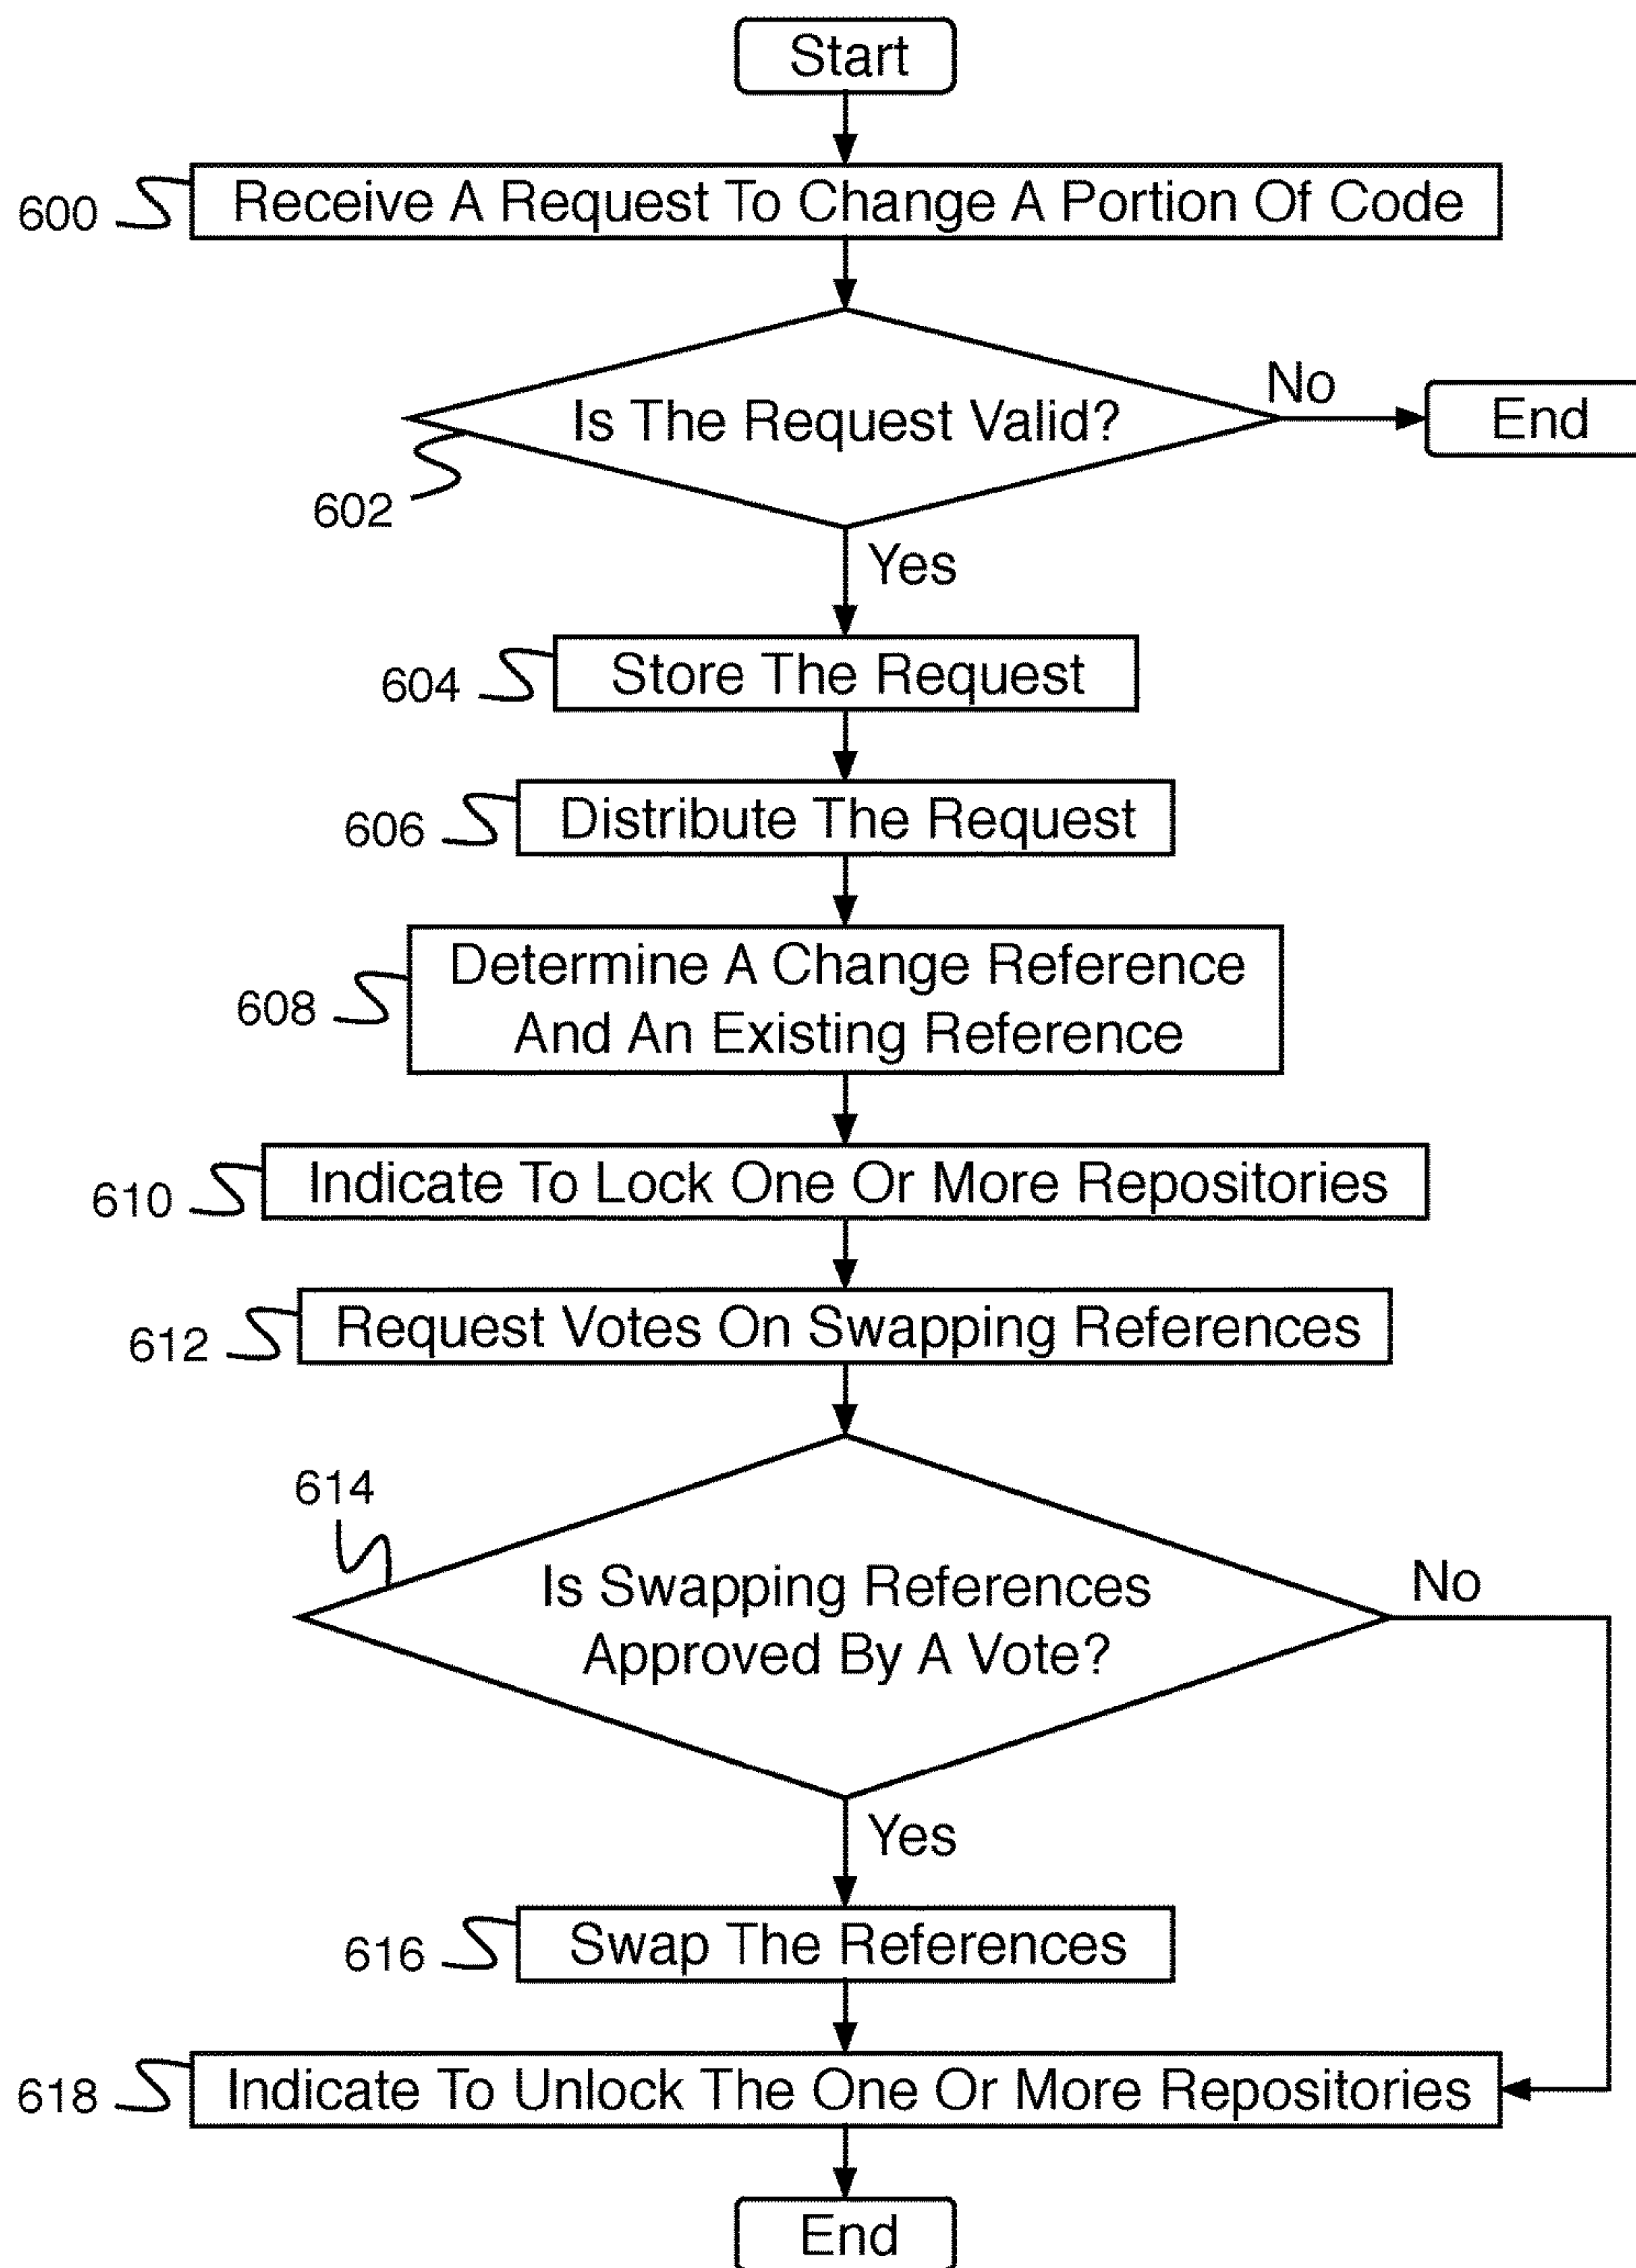 Start
600
Receive A Request To Change A Portion Of Code
Is The Request Valid?
No
End
602
Yes
604
Store The Request
606
Distribute The Request
608
Determine A Change Reference
And An Existing Reference
610
Indicate To Lock One Or More Repositories
612
Request Votes On Swapping References
614
Is Swapping References
Approved By A Vote?
No
Yes
616
Swap The References
618
Indicate To Unlock The One Or More Repositories
End